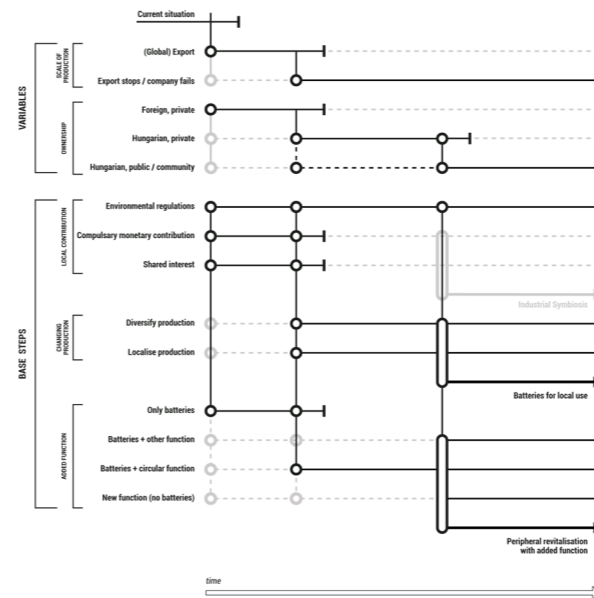 Current situation
VARIABLES
SCALE OF
PRODUCTION
(Global) Export
Export stops / company fails
OWNERSHIP
Foreign, private
Hungarian, private
Hungarian, public / community
BASE STEPS
LOCAL CONTRIBUTION
Environmental regulations
Compulsary monetary contribution
Shared interest
Industrial Symbiosis
CHANGING
PRODUCTION
Diversify production
Localise production
Batteries for local use
ADDED FUNCTION
Only batteries
Batteries + other function
Batteries + circular function
New function (no batteries)
Peripheral revitalisation
with added function
time